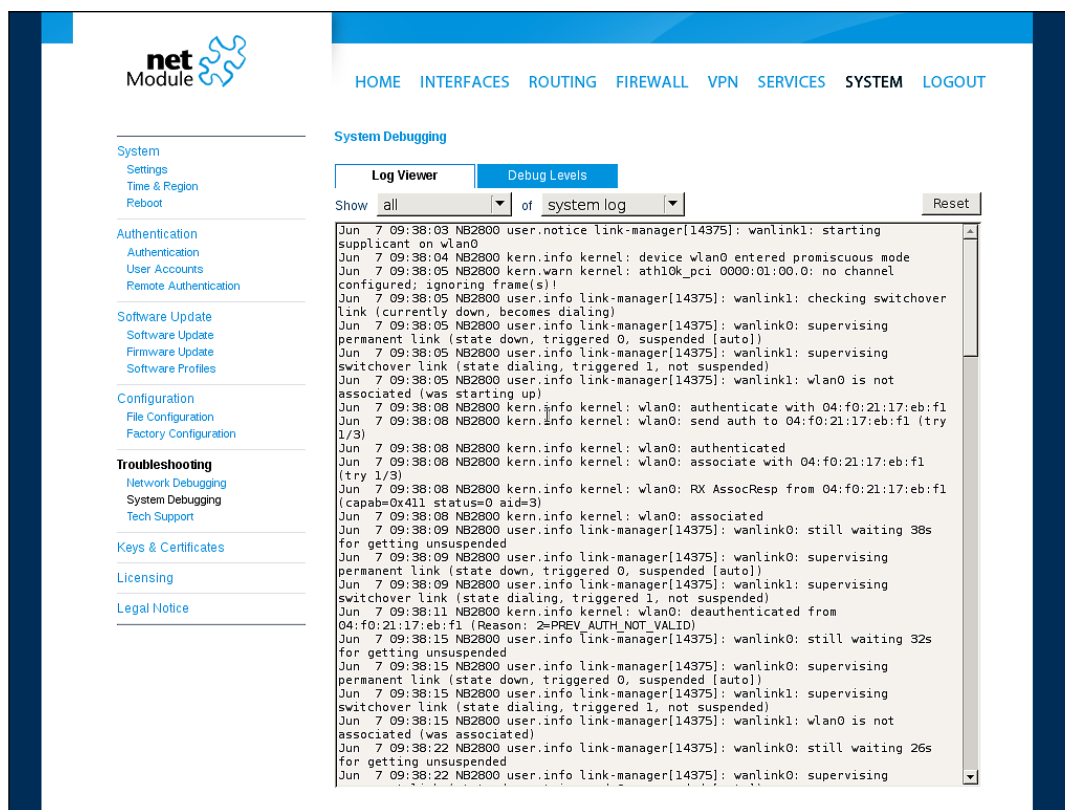 net
Module
HOME INTERFACES ROUTING FIREWALL VPN SERVICES SYSTEM LOGOUT
System
Settings
Time & Region
Reboot
Authentication
Authentication
User Accounts
Remote Authentication
Software Update
Software Update
Firmware Update
Software Profiles
Configuration
File Configuration
Factory Configuration
Troubleshooting
Network Debugging
System Debugging
Tech Support
Keys & Certificates
Licensing
Legal Notice
System Debugging
Log Viewer Debug Levels
Show all of system log Reset
Jun 7 09:38:03 NB2800 user.notice link-manager[14375]: wanlink1: starting
supplicant on wlan0
Jun 7 09:38:04 NB2800 kern.info kernel: device wlan0 entered promiscuous mode
Jun 7 09:38:05 NB2800 kern.warn kernel: ath10k_pci 0000:01:00.0: no channel
configured; ignoring frame(s)!
Jun 7 09:38:05 NB2800 user.info link-manager[14375]: wanlink1: checking switchover
link (currently down, becomes dialing)
Jun 7 09:38:05 NB2800 user.info link-manager[14375]: wanlink0: supervising
permanent link (state down, triggered 0, suspended [auto])
Jun 7 09:38:05 NB2800 user.info link-manager[14375]: wanlink1: supervising
switchover link (state dialing, triggered 1, not suspended)
Jun 7 09:38:05 NB2800 user.info link-manager[14375]: wanlink1: wlan0 is not
associated (was starting up)
Jun 7 09:38:08 NB2800 kern.info kernel: wlan0: authenticate with 04:f0:21:17:eb:f1
Jun 7 09:38:08 NB2800 kern.info kernel: wlan0: send auth to 04:f0:21:17:eb:f1 (try
1/3)
Jun 7 09:38:08 NB2800 kern.info kernel: wlan0: authenticated
Jun 7 09:38:08 NB2800 kern.info kernel: wlan0: associate with 04:f0:21:17:eb:f1
(try 1/3)
Jun 7 09:38:08 NB2800 kern.info kernel: wlan0: RX AssocResp from 04:f0:21:17:eb:f1
(capab=0x411 status=0 aid=3)
Jun 7 09:38:08 NB2800 kern.info kernel: wlan0: associated
Jun 7 09:38:09 NB2800 user.info link-manager[14375]: wanlink0: still waiting 38s
for getting unsuspended
Jun 7 09:38:09 NB2800 user.info link-manager[14375]: wanlink0: supervising
permanent link (state down, triggered 0, suspended [auto])
Jun 7 09:38:09 NB2800 user.info link-manager[14375]: wanlink1: supervising
switchover link (state dialing, triggered 1, not suspended)
Jun 7 09:38:11 NB2800 kern.info kernel: wlan0: deauthenticated from
04:f0:21:17:eb:f1 (Reason: 2=PREV_AUTH_NOT_VALID)
Jun 7 09:38:15 NB2800 user.info link-manager[14375]: wanlink0: still waiting 32s
for getting unsuspended
Jun 7 09:38:15 NB2800 user.info link-manager[14375]: wanlink0: supervising
permanent link (state down, triggered 0, suspended [auto])
Jun 7 09:38:15 NB2800 user.info link-manager[14375]: wanlink1: supervising
switchover link (state dialing, triggered 1, not suspended)
Jun 7 09:38:15 NB2800 user.info link-manager[14375]: wanlink1: wlan0 is not
associated (was associated)
Jun 7 09:38:22 NB2800 user.info link-manager[14375]: wanlink0: still waiting 26s
for getting unsuspended
Jun 7 09:38:22 NB2800 user.info link-manager[14375]: wanlink0: supervising